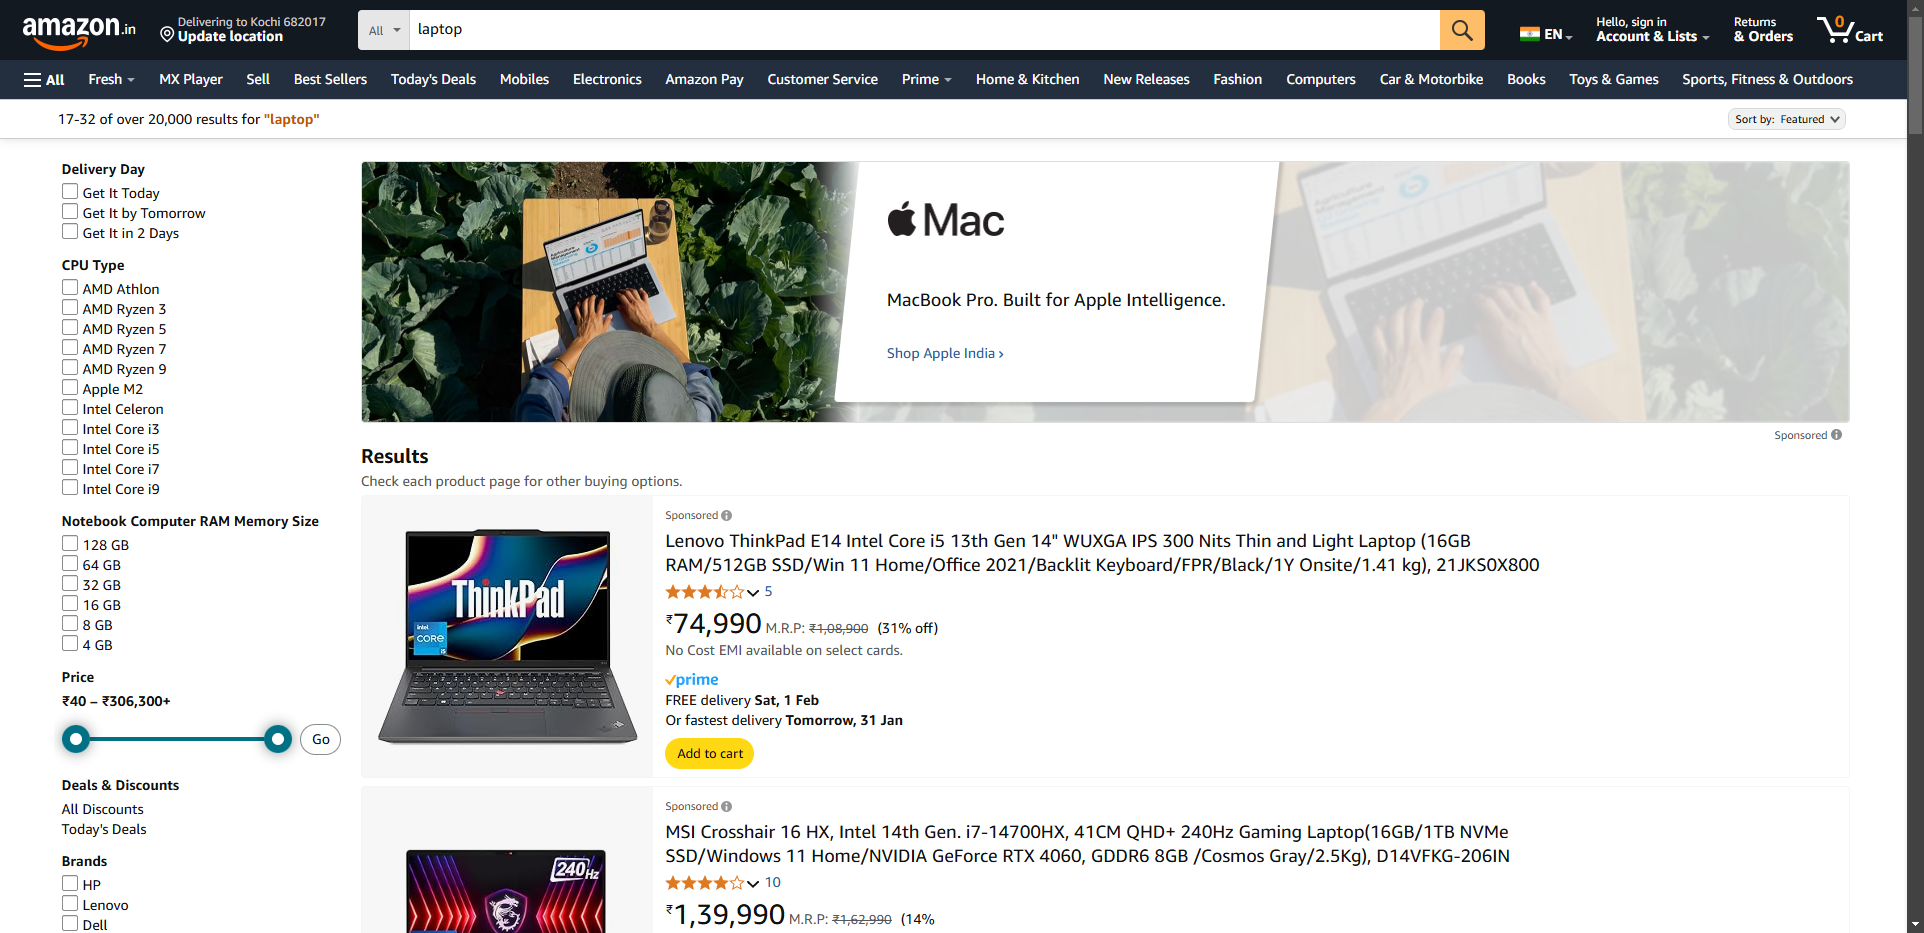 amazon.in
Delivering to Kochi 682017
Update location
All
laptop
EN
Hello, sign in
Account & Lists
Returns
& Orders
0
Cart
All
Fresh
MX Player
Sell
Best Sellers
Today's Deals
Mobiles
Electronics
Amazon Pay
Customer Service
Prime
Home & Kitchen
New Releases
Fashion
Computers
Car & Motorbike
Books
Toys & Games
Sports, Fitness & Outdoors
17-32 of over 20,000 results for "laptop"
Sort by: Featured
Delivery Day
Get It Today
Get It by Tomorrow
Get It in 2 Days
CPU Type
AMD Athlon
AMD Ryzen 3
AMD Ryzen 5
AMD Ryzen 7
AMD Ryzen 9
Apple M2
Intel Celeron
Intel Core i3
Intel Core i5
Intel Core i7
Intel Core i9
Notebook Computer RAM Memory Size
128 GB
64 GB
32 GB
16 GB
8 GB
4 GB
Price
₹40 – ₹306,300+
Go
Deals & Discounts
All Discounts
Today's Deals
Brands
HP
Lenovo
Dell
Mac
MacBook Pro. Built for Apple Intelligence.
Shop Apple India ›
Sponsored
Results
Check each product page for other buying options.
ThinkPad
intel
CORE
i5
Sponsored
Lenovo ThinkPad E14 Intel Core i5 13th Gen 14" WUXGA IPS 300 Nits Thin and Light Laptop (16GB
RAM/512GB SSD/Win 11 Home/Office 2021/Backlit Keyboard/FPR/Black/1Y Onsite/1.41 kg), 21JKS0X800
5
₹74,990 M.R.P: ₹1,08,900 (31% off)
No Cost EMI available on select cards.
prime
FREE delivery Sat, 1 Feb
Or fastest delivery Tomorrow, 31 Jan
Add to cart
240Hz
Sponsored
MSI Crosshair 16 HX, Intel 14th Gen. i7-14700HX, 41CM QHD+ 240Hz Gaming Laptop(16GB/1TB NVMe
SSD/Windows 11 Home/NVIDIA GeForce RTX 4060, GDDR6 8GB /Cosmos Gray/2.5Kg), D14VFKG-206IN
10
₹1,39,990 M.R.P: ₹1,62,990 (14%